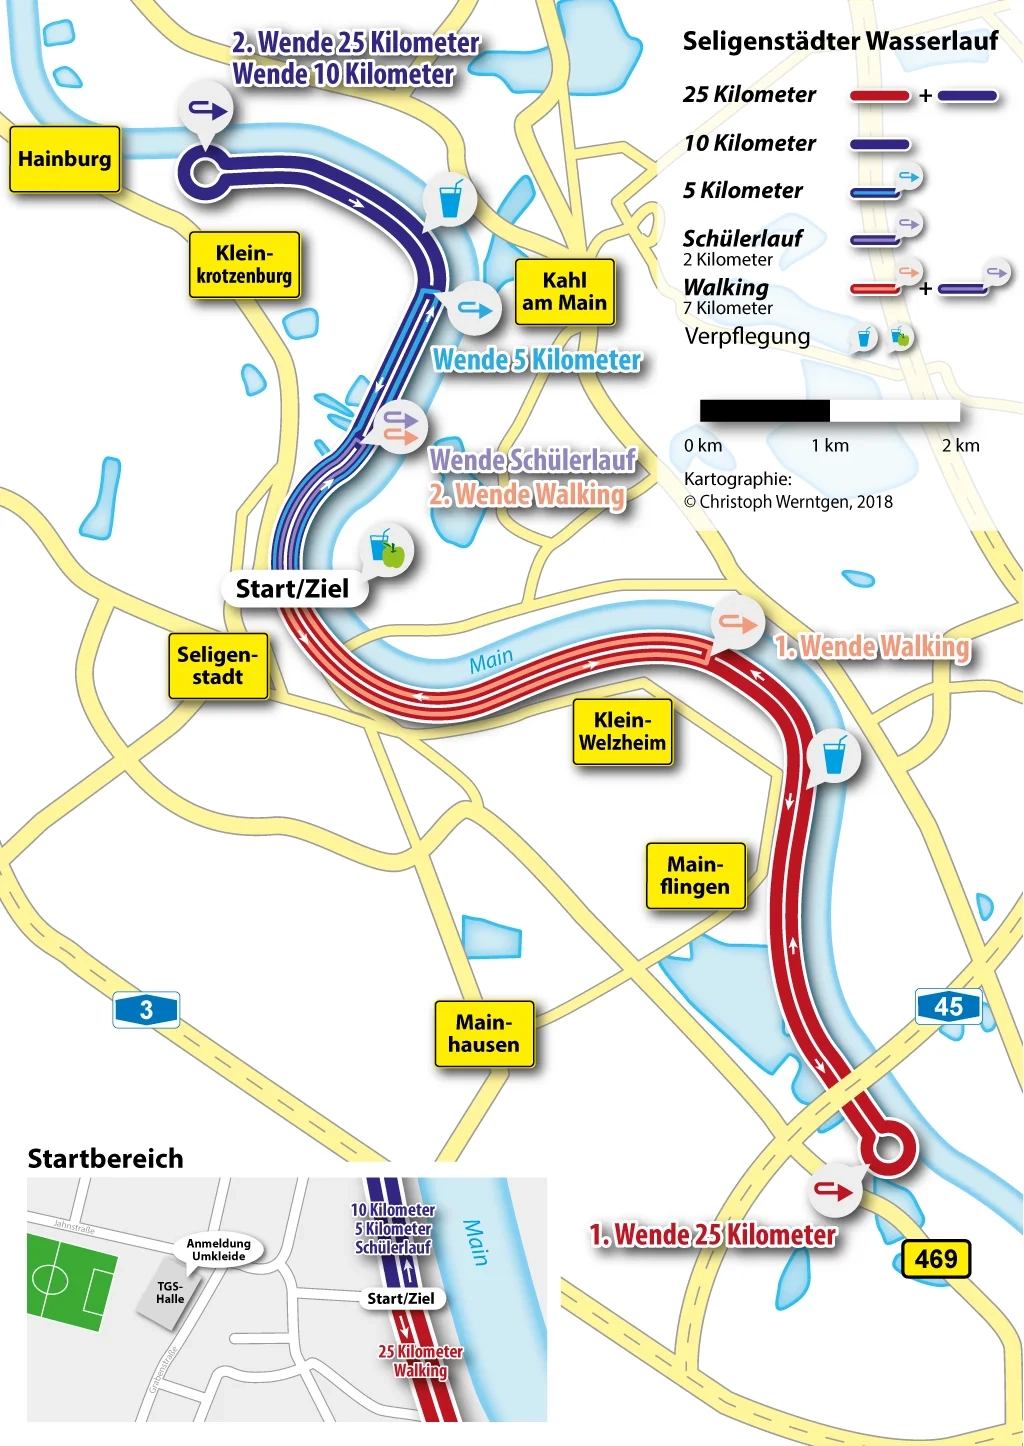 2. Wende 25 Kilometer
Wende 10 Kilometer
Seligenstädter Wasserlauf
25 Kilometer
+
10 Kilometer
5 Kilometer
Schülerlauf
2 Kilometer
Walking
+
7 Kilometer
Verpflegung
0 km
1 km
2 km
Kartographie:
© Christoph Werntgen, 2018
Hainburg
Klein-
krotzenburg
Kahl
am Main
Wende 5 Kilometer
Wende Schülerlauf
2. Wende Walking
Start/Ziel
Seligen-
stadt
Main
1. Wende Walking
Klein-
Welzheim
Main-
flingen
3
45
Main-
hausen
1. Wende 25 Kilometer
469
Startbereich
Jahnstraße
Anmeldung
Umkleide
TGS-
Halle
Grabenstraße
10 Kilometer
5 Kilometer
Schülerlauf
Main
Start/Ziel
25 Kilometer
Walking